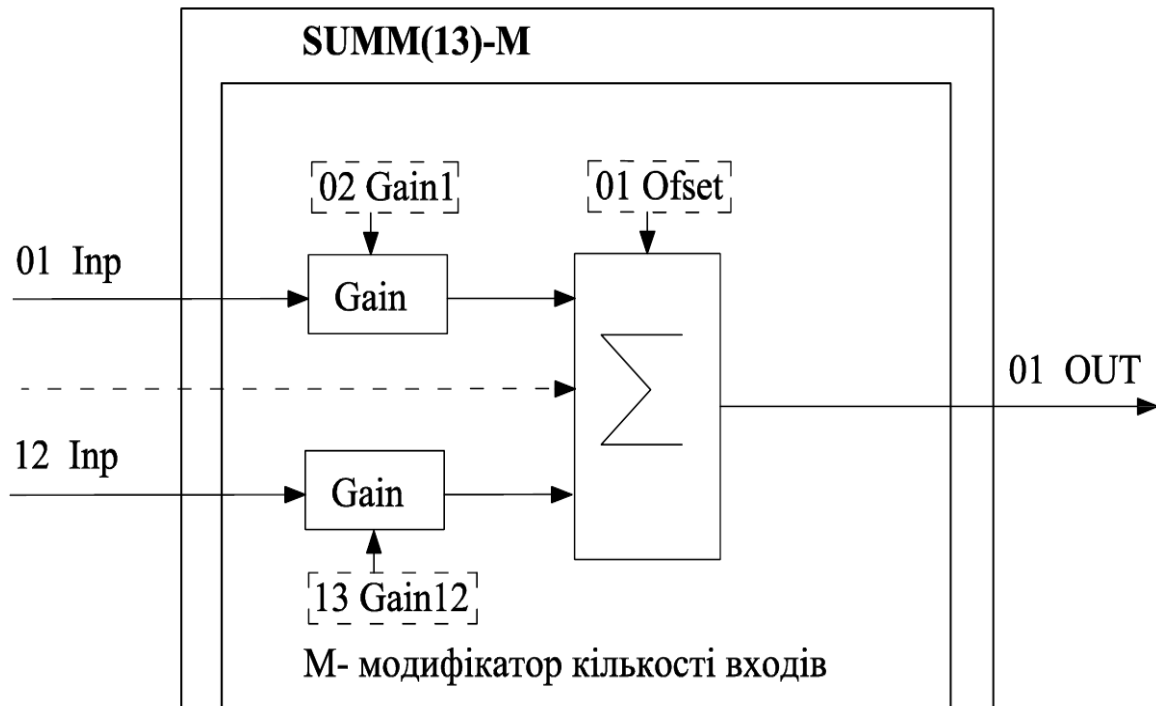 SUMM(13)-M
02 Gain1
01 Ofset
01 Inp
Gain
Σ
01 OUT
12 Inp
Gain
13 Gain12
М- модифікатор кількості входів